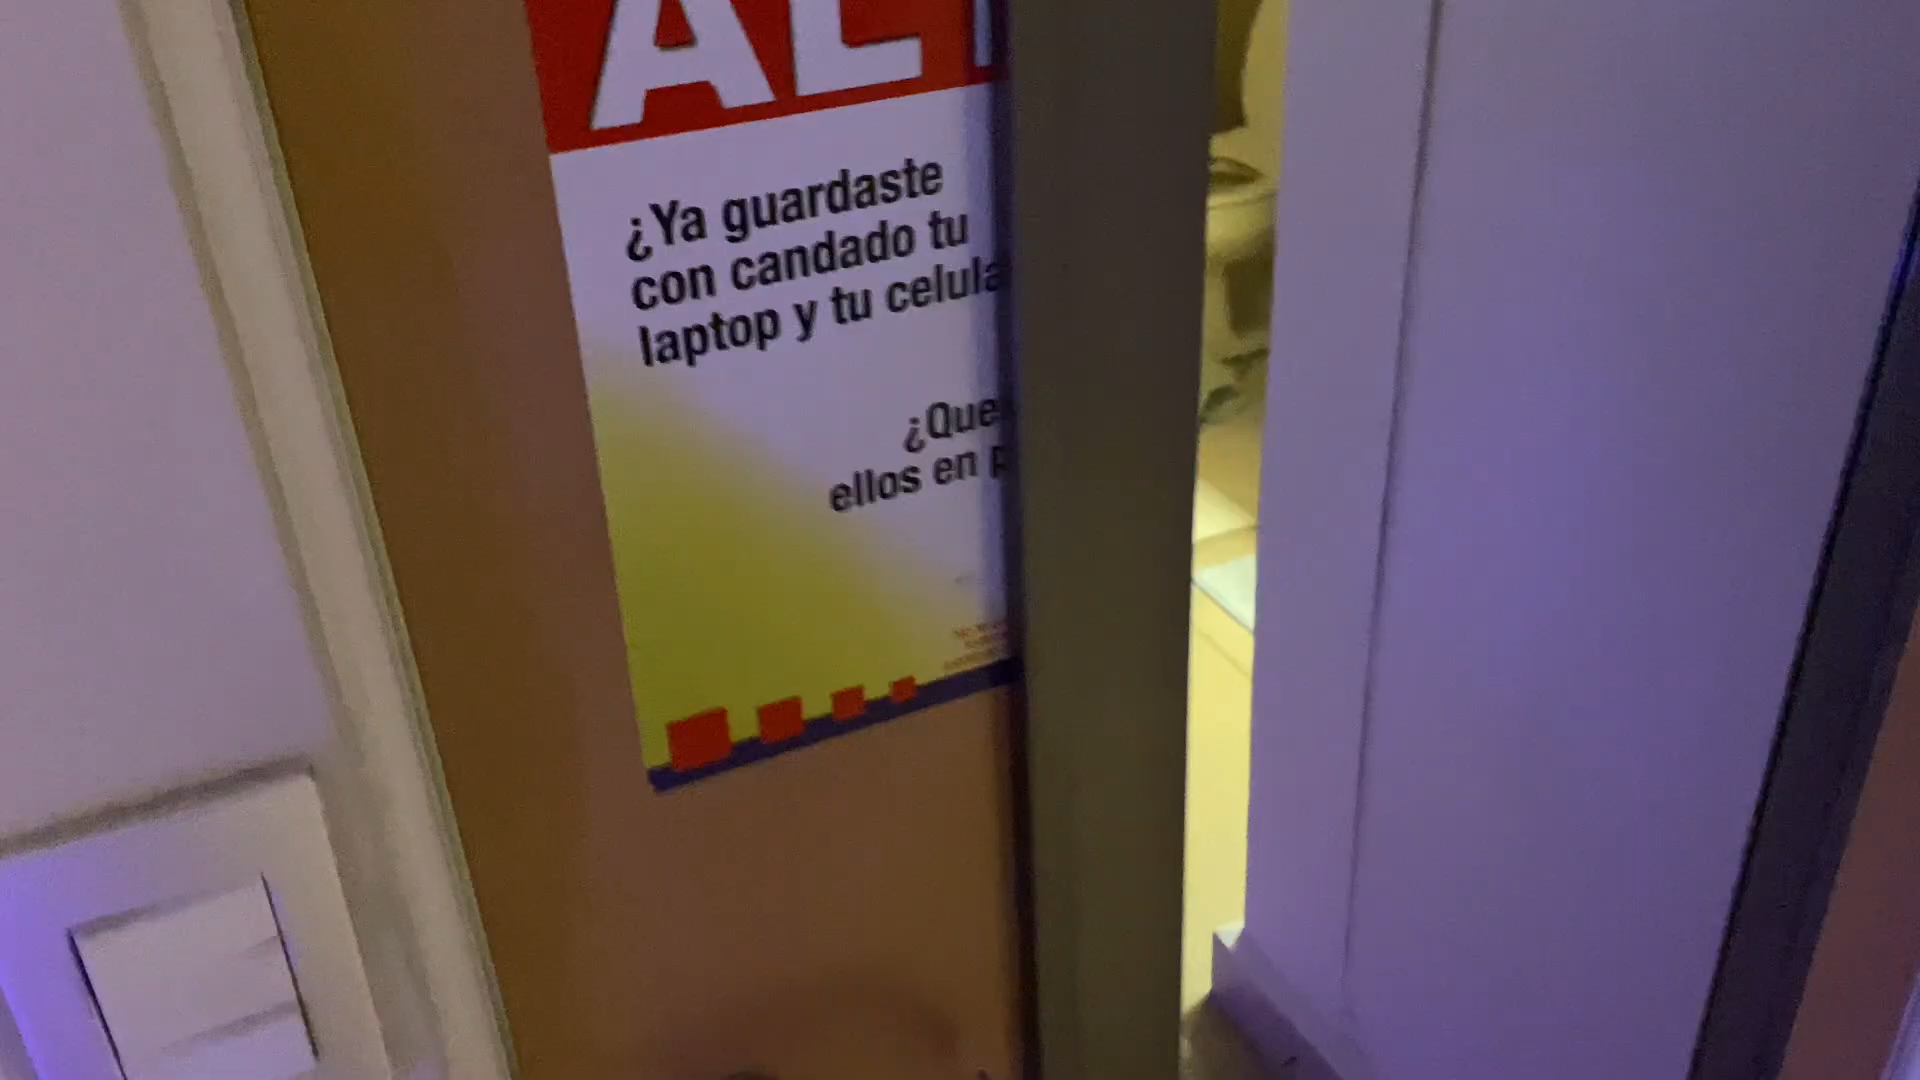 AL
¿Ya guardaste
con candado tu
laptop y tu celula
¿Que
ellos en p